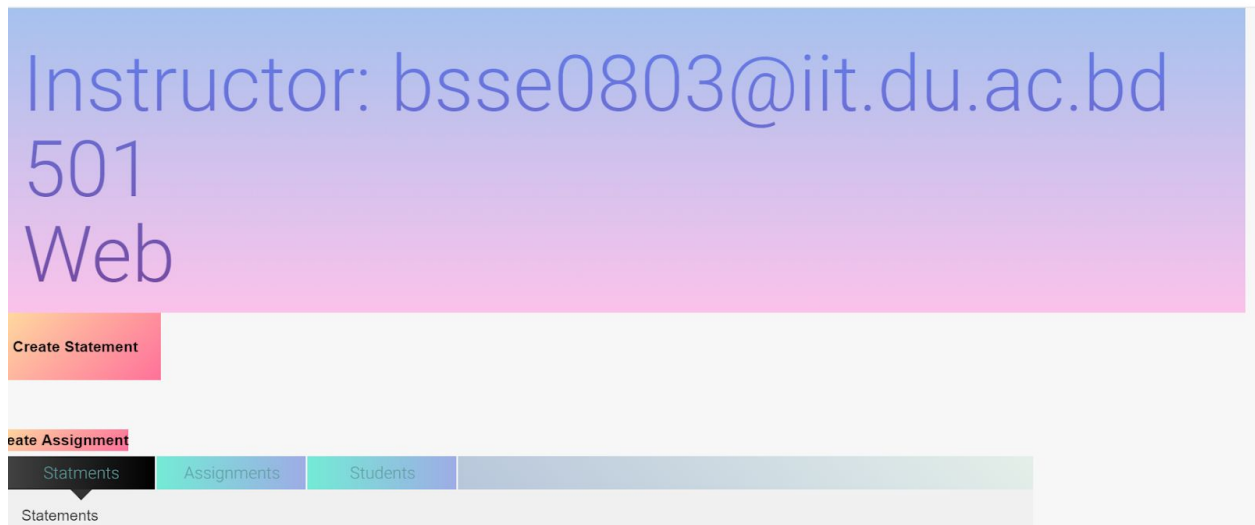 Instructor: bsse0803@iit.du.ac.bd
501
Web
Create Statement
eate Assignment
Statments Assignments Students
Statements